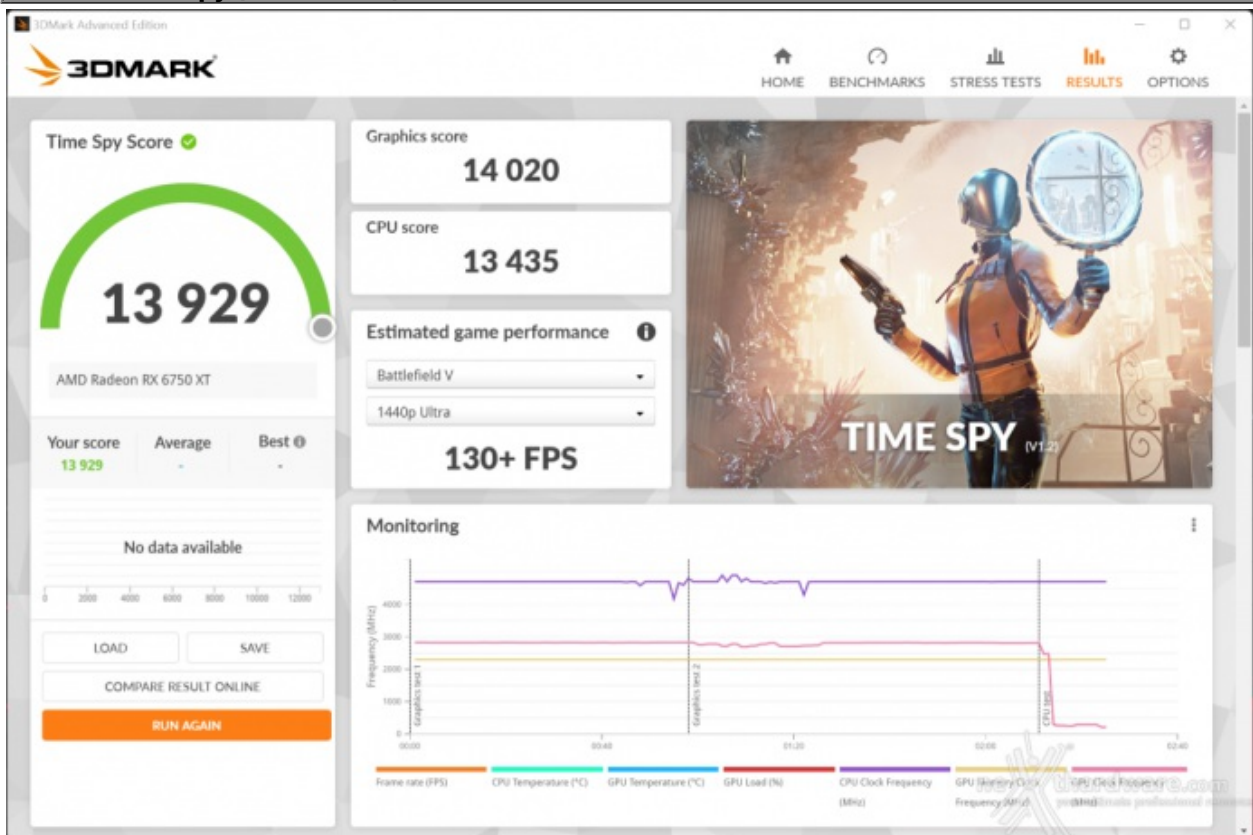 3DMark Advanced Edition
3DMARK
HOME
BENCHMARKS
STRESS TESTS
RESULTS
OPTIONS
Time Spy Score
13 929
AMD Radeon RX 6750 XT
Your score
Average
Best
13 929
-
-
No data available
0 2000 4000 6000 8000 10000 12000
LOAD
SAVE
COMPARE RESULT ONLINE
RUN AGAIN
Graphics score
14 020
CPU score
13 435
Estimated game performance
Battlefield V
1440p Ultra
130+ FPS
TIME SPY (V1.2)
Monitoring
Frequency (MHz)
4000
3000
2000
1000
0
Graphics test 1
Graphics test 2
CPU test
00:00 00:40 01:20 02:00 02:40
Frame rate (FPS)
CPU Temperature (°C)
GPU Temperature (°C)
GPU Load (%)
CPU Clock Frequency
(MHz)
GPU Memory Clock
Frequency (MHz)
GPU Clock Frequency
(MHz)
professional